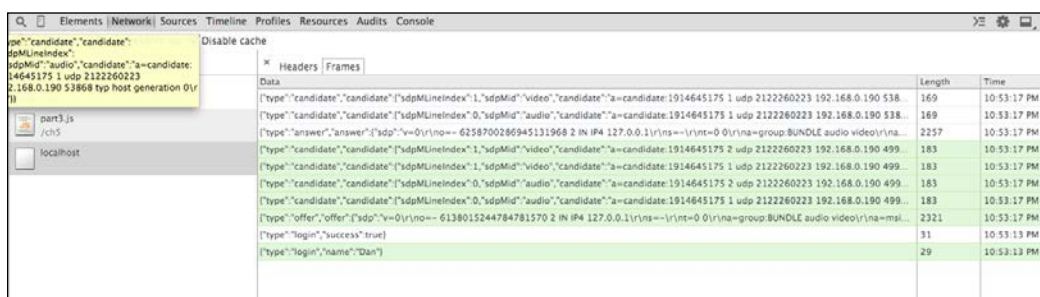 Elements Network Sources Timeline Profiles Resources Audits Console
ype":"candidate","candidate":
sdpMLineIndex":
sdpMid":"audio","candidate":"a=candidate:
14645175 1 udp 2122260223
2.168.0.190 53868 typ host generation 0\r
"}}
Disable cache
× Headers Frames
Data Length Time
{"type":"candidate","candidate":{"sdpMLineIndex":1,"sdpMid":"video","candidate":"a=candidate:1914645175 1 udp 2122260223 192.168.0.190 538... 169 10:53:17 PM
part3.js
/ch5
{"type":"candidate","candidate":{"sdpMLineIndex":0,"sdpMid":"audio","candidate":"a=candidate:1914645175 1 udp 2122260223 192.168.0.190 538... 169 10:53:17 PM
{"type":"answer","answer":{"sdp":"v=0\r\no=- 6258700286945131968 2 IN IP4 127.0.0.1\r\ns=-\r\nt=0 0\r\na=group:BUNDLE audio video\r\na... 2257 10:53:17 PM
localhost
{"type":"candidate","candidate":{"sdpMLineIndex":1,"sdpMid":"video","candidate":"a=candidate:1914645175 2 udp 2122260223 192.168.0.190 499... 183 10:53:17 PM
{"type":"candidate","candidate":{"sdpMLineIndex":1,"sdpMid":"video","candidate":"a=candidate:1914645175 1 udp 2122260223 192.168.0.190 499... 183 10:53:17 PM
{"type":"candidate","candidate":{"sdpMLineIndex":0,"sdpMid":"audio","candidate":"a=candidate:1914645175 2 udp 2122260223 192.168.0.190 499... 183 10:53:17 PM
{"type":"candidate","candidate":{"sdpMLineIndex":0,"sdpMid":"audio","candidate":"a=candidate:1914645175 1 udp 2122260223 192.168.0.190 499... 183 10:53:17 PM
{"type":"offer","offer":{"sdp":"v=0\r\no=- 6138015244784781570 2 IN IP4 127.0.0.1\r\ns=-\r\nt=0 0\r\na=group:BUNDLE audio video\r\na=msi... 2321 10:53:17 PM
{"type":"login","success":true} 31 10:53:13 PM
{"type":"login","name":"Dan"} 29 10:53:13 PM